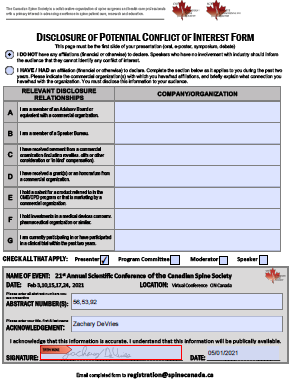 The Canadian Spine Society is a collaborative organization of spine surgeons and health care professionals
with a primary interest in advancing excellence in spine patient care, research and education.
DISCLOSURE OF POTENTIAL CONFLICT OF INTEREST FORM
This page must be the first slide of your presentation (oral, e-poster, symposium, debate)
I DO NOT have any affiliations (financial or otherwise) to declare. Speakers who have no involvement with industry should inform
the audience that they cannot identify any conflict of interest.
I HAVE / HAD an affiliation (financial or otherwise) to declare. Complete the section below as it applies to you during the past two
years. Please indicate the commercial organization(s) with which you have/had affiliations, and briefly explain what connection you
have/had with the organization. You must disclose this information to your audience.
RELEVANT DISCLOSURE
RELATIONSHIPS
COMPANY/ORGANIZATION
A
I am a member of an Advisory Board or
equivalent with a commercial organization.
B
I am a member of a Speaker Bureau.
C
I have received payment from a commercial
organization (including royalties, gifts or other
consideration or 'in kind' compensation).
D
I have received a grant(s) or an honorarium from
a commercial organization.
E
I hold a patent for a product referred to in the
CME/CPD program or that is marketed by a
commercial organization.
F
I hold investments in a medical devices company,
pharmaceutical organization or similar.
G
I am currently participating in or have participated
in a clinical trial within the past two years.
CHECK ALL THAT APPLY: Presenter Program Committee Moderator Speaker
NAME OF EVENT: 21st Annual Scientific Conference of the Canadian Spine Society
DATE: Feb 3,10,15,17,24, 2021 LOCATION: Virtual Conference ON Canada
ABSTRACT NUMBER(S): 56,53,92
ACKNOWLEDGEMENT: Zachary DeVries
I acknowledge that this information is accurate. I understand that this information will be publicly available.
SIGNATURE: Zachary DeVries DATE: 05/01/2021
Email completed form to registration@spinecanada.ca